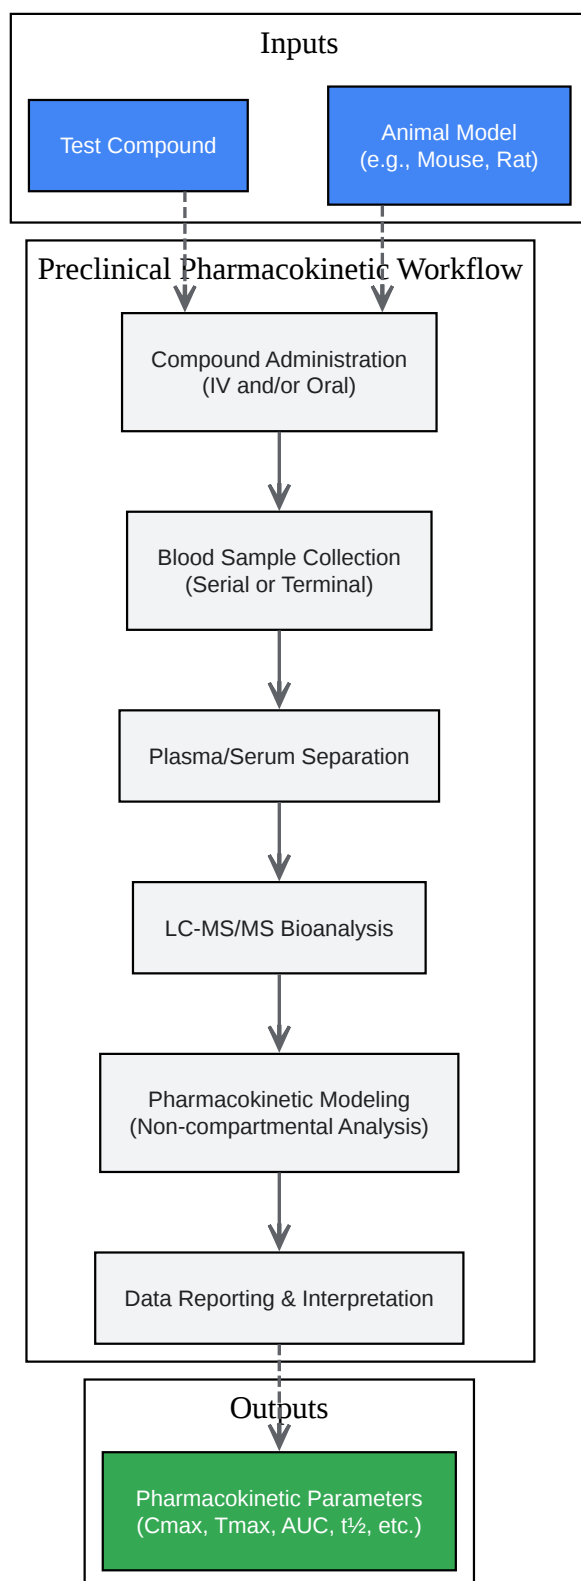 Inputs
Test Compound
Animal Model
(e.g., Mouse, Rat)
Preclinical Pharmacokinetic Workflow
Compound Administration
(IV and/or Oral)
Blood Sample Collection
(Serial or Terminal)
Plasma/Serum Separation
LC-MS/MS Bioanalysis
Pharmacokinetic Modeling
(Non-compartmental Analysis)
Data Reporting & Interpretation
Outputs
Pharmacokinetic Parameters
(Cmax, Tmax, AUC, t½, etc.)